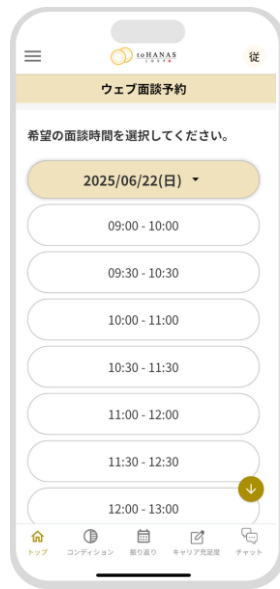 toHANAS
従
ウェブ面談予約
希望の面談時間を選択してください。
2025/06/22(日)
09:00 - 10:00
09:30 - 10:30
10:00 - 11:00
10:30 - 11:30
11:00 - 12:00
11:30 - 12:30
12:00 - 13:00
トップ コンディション 振り返り キャリア充足度 チャット